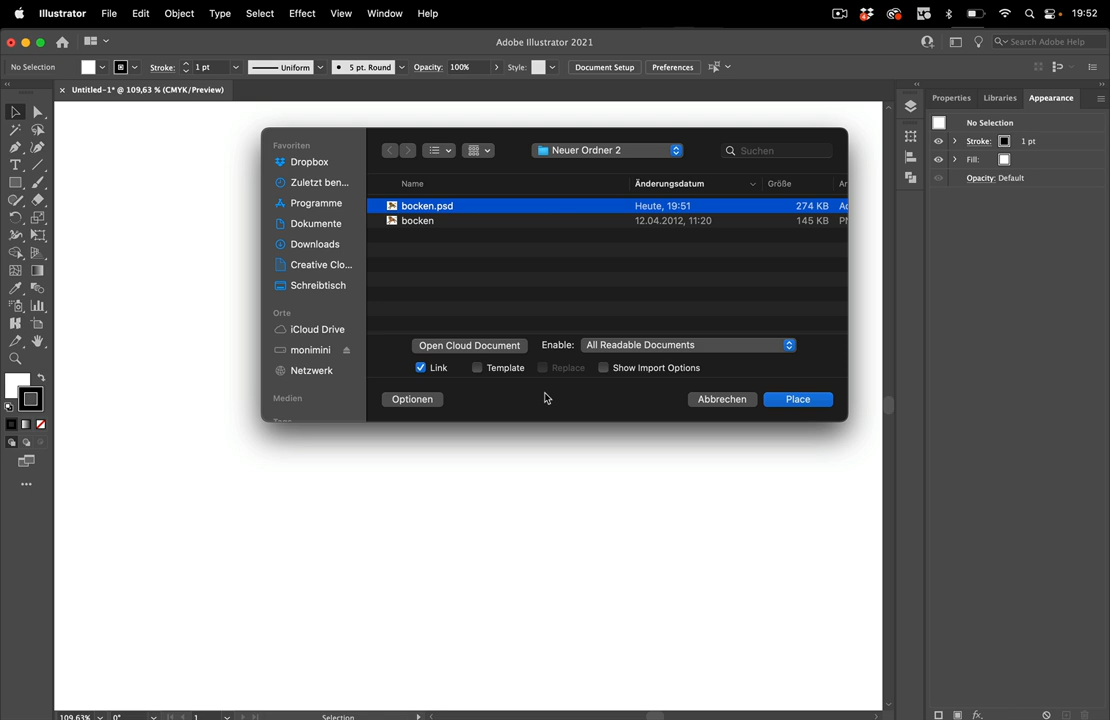 Illustrator File Edit Object Type Select Effect View Window Help 19:52
Adobe Illustrator 2021 Search Adobe Help
No Selection Stroke: 1 pt Uniform 5 pt. Round Opacity: 100% Style: Document Setup Preferences
× Untitled-1* @ 109,63 % (CMYK/Preview)
Properties Libraries Appearance
No Selection
Stroke: 1 pt
Fill:
Opacity: Default
Favoriten
Dropbox
Zuletzt ben...
Programme
Dokumente
Downloads
Creative Clo...
Schreibtisch
Orte
iCloud Drive
monimini
Netzwerk
Medien
Neuer Ordner 2 Suchen
Name Änderungsdatum Größe
bocken.psd Heute, 19:51 274 KB
bocken 12.04.2012, 11:20 145 KB
Open Cloud Document Enable: All Readable Documents
Link Template Replace Show Import Options
Optionen Abbrechen Place
109,63% 0° 1 Selection